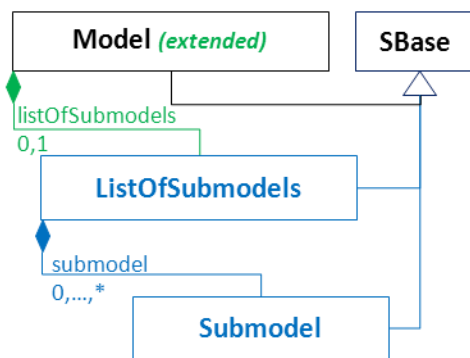 Model (extended)
SBase
listOfSubmodels
0,1
ListOfSubmodels
submodel
0,...,*
Submodel